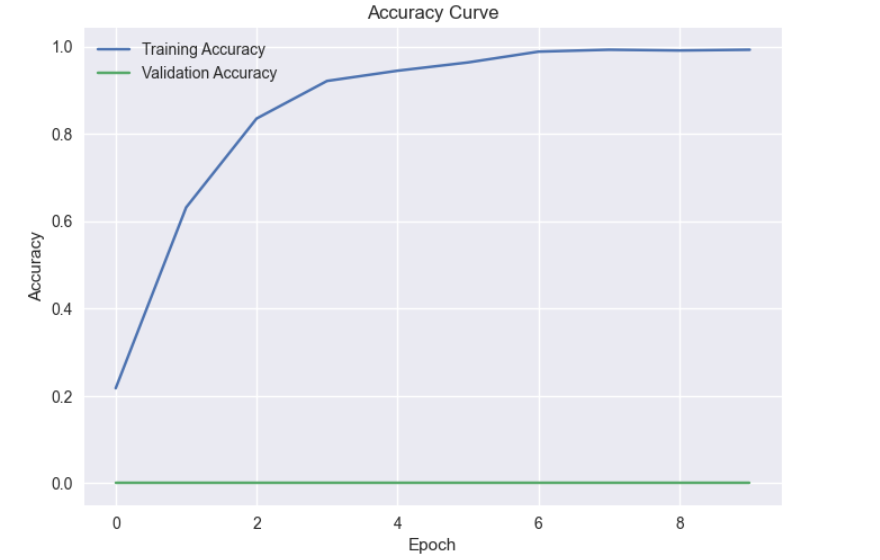 Accuracy Curve
1.0
Training Accuracy
Validation Accuracy
0.8
0.6
Accuracy
0.4
0.2
0.0
0 2 4 6 8
Epoch